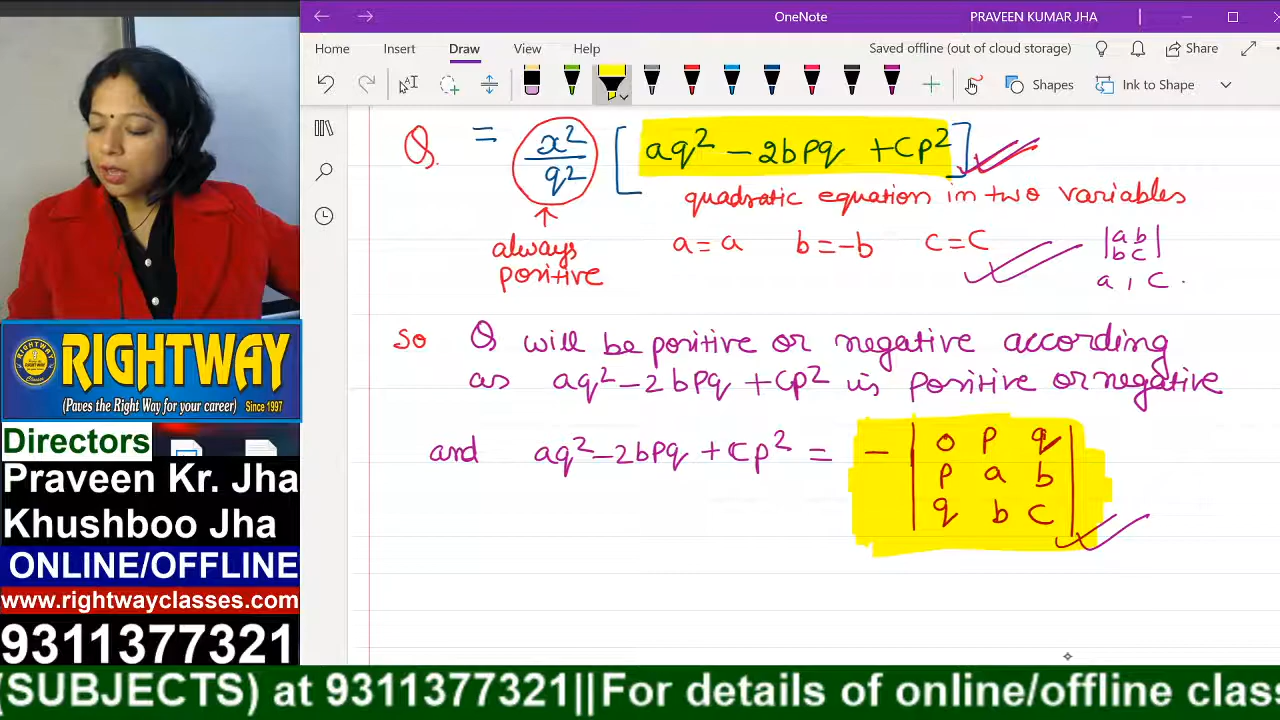 OneNote PRAVEEN KUMAR JHA
Home Insert Draw View Help Saved offline (out of cloud storage) Share
Shapes Ink to Shape
Q = x²/q² [ aq² – 2bpq + cp² ]
quadratic equation in two variables
always
positive
a = a b = –b c = c
|a b|
|b c|
a , c
So Q will be positive or negative according
as aq² – 2bpq + cp² is positive or negative
and aq² – 2bpq + cp² = – | 0 p q |
| p a b |
| q b c |
RIGHTWAY
(Paves the Right Way for your career) Since 1997
Directors
Praveen Kr. Jha
Khushboo Jha
ONLINE/OFFLINE
www.rightwayclasses.com
9311377321
(SUBJECTS) at 9311377321||For details of online/offline clas